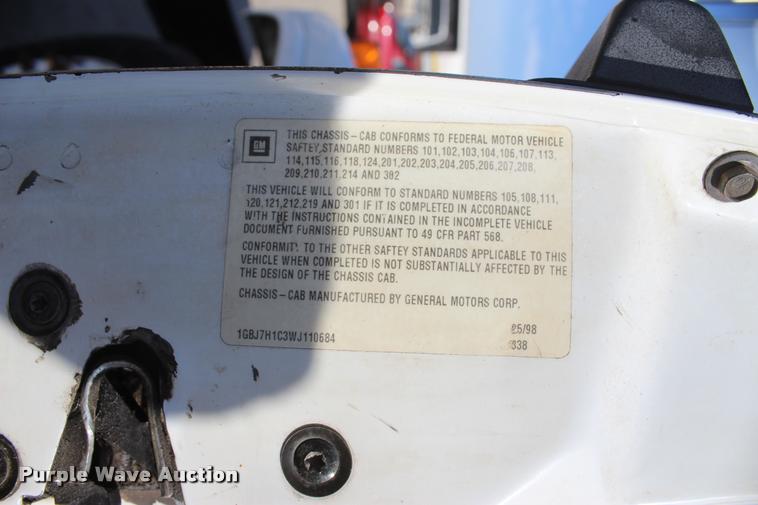 GM
THIS CHASSIS-CAB CONFORMS TO FEDERAL MOTOR VEHICLE
SAFTEY STANDARD NUMBERS 101,102,103,104,106,107,113,
114,115,116,118,124,201,202,203,204,205,206,207,208,
209,210,211,214 AND 302
THIS VEHICLE WILL CONFORM TO STANDARD NUMBERS 105,108,111,
120,121,212,219 AND 301 IF IT IS COMPLETED IN ACCORDANCE
WITH THE INSTRUCTIONS CONTAINED IN THE INCOMPLETE VEHICLE
DOCUMENT FURNISHED PURSUANT TO 49 CFR PART 568.
CONFORMITY TO THE OTHER SAFTEY STANDARDS APPLICABLE TO THIS
VEHICLE WHEN COMPLETED IS NOT SUBSTANTIALLY AFFECTED BY THE
THE DESIGN OF THE CHASSIS CAB.
CHASSIS-CAB MANUFACTURED BY GENERAL MOTORS CORP.
1GBJ7H1C3WJ110684 05/98
338
Purple Wave Auction